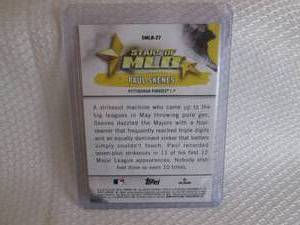 SMLB-27
STARS OF
MLB
PAUL SKENES
PITTSBURGH PIRATES
A strikeout machine who came up to the
big leagues in May throwing pure gas,
Skenes dazzled the Majors with a four-
seamer that frequently reached triple digits
and an equally dominant sinker that batters
simply couldn't touch. Paul recorded
seven-plus strikeouts in 11 of his first 12
Major League appearances. Nobody else
had done so even 10 times.
Topps